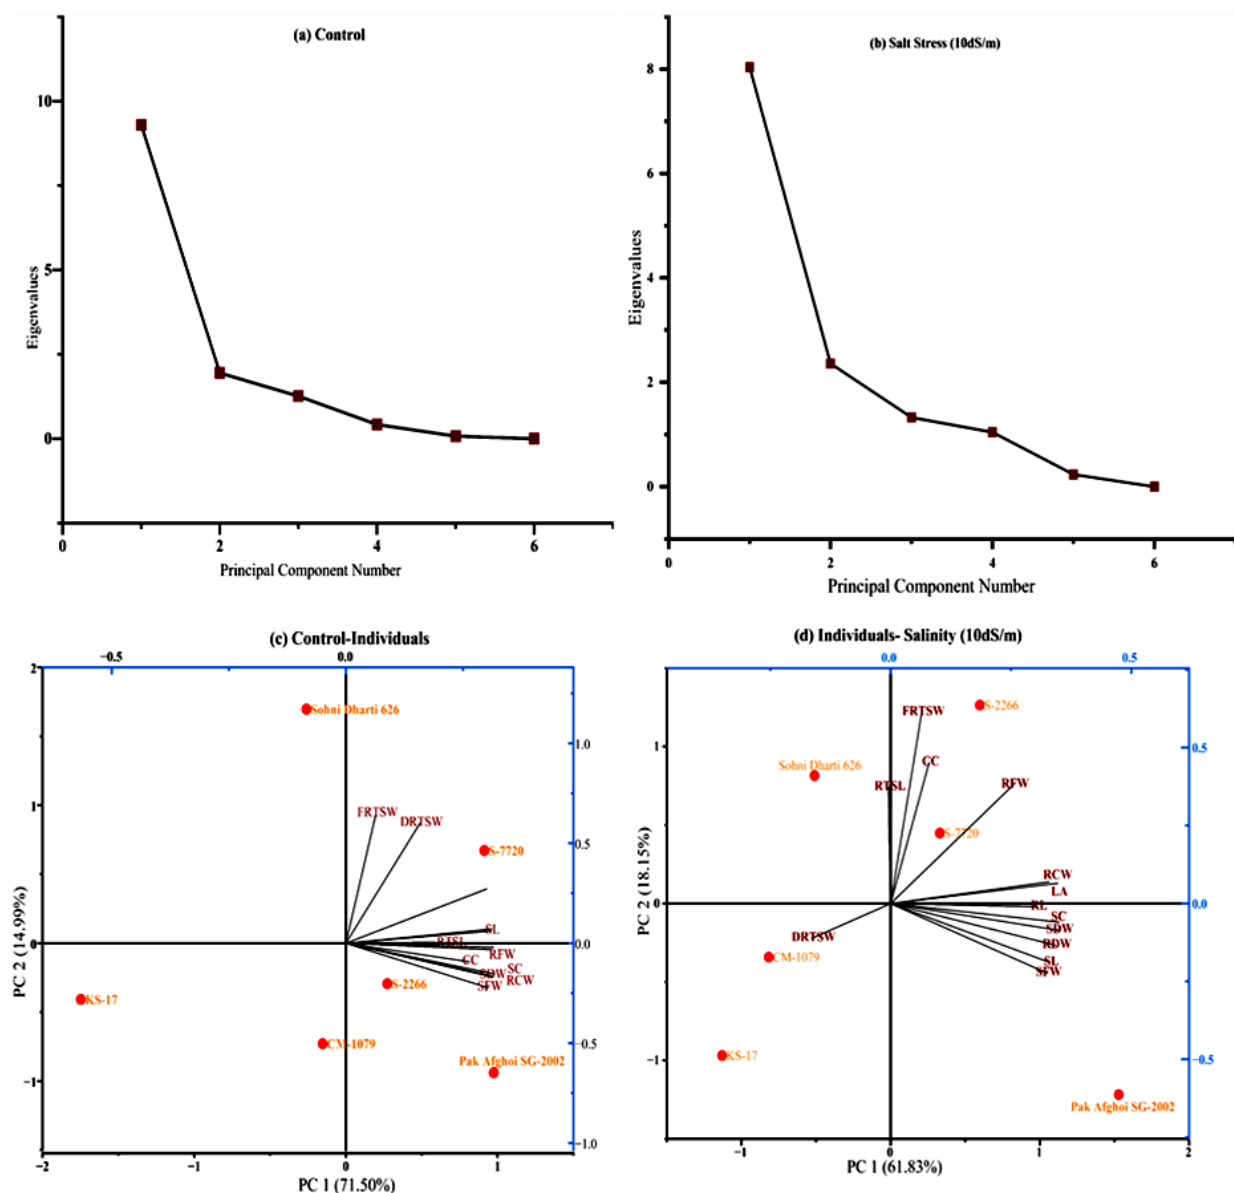 (a) Control
10
5
0
Eigenvalues
0
2
4
6
Principal Component Number
(b) Salt Stress (10dS/m)
8
6
4
2
0
Eigenvalues
0
2
4
6
Principal Component Number
(c) Control-Individuals
−0.5
0.0
2
1
0
−1
PC 2 (14.99%)
1.0
0.5
0.0
−0.5
−1.0
Sohni Dharti 626
FRTSW
DRTSW
S-7720
SL
RTSL
RFW
CC
SC
SDW
RCW
SFW
S-2266
KS-17
CM-1079
Pak Afghoi SG-2002
−2
−1
0
1
PC 1 (71.50%)
(d) Individuals- Salinity (10dS/m)
0.0
0.5
1
0
−1
PC 2 (18.15%)
0.5
0.0
−0.5
FRTSW
S-2266
Sohni Dharti 626
CC
RTSL
RFW
S-7720
RCW
LA
RL
SC
SDW
DRTSW
RDW
CM-1079
SL
SFW
KS-17
Pak Afghoi SG-2002
−1
0
1
2
PC 1 (61.83%)